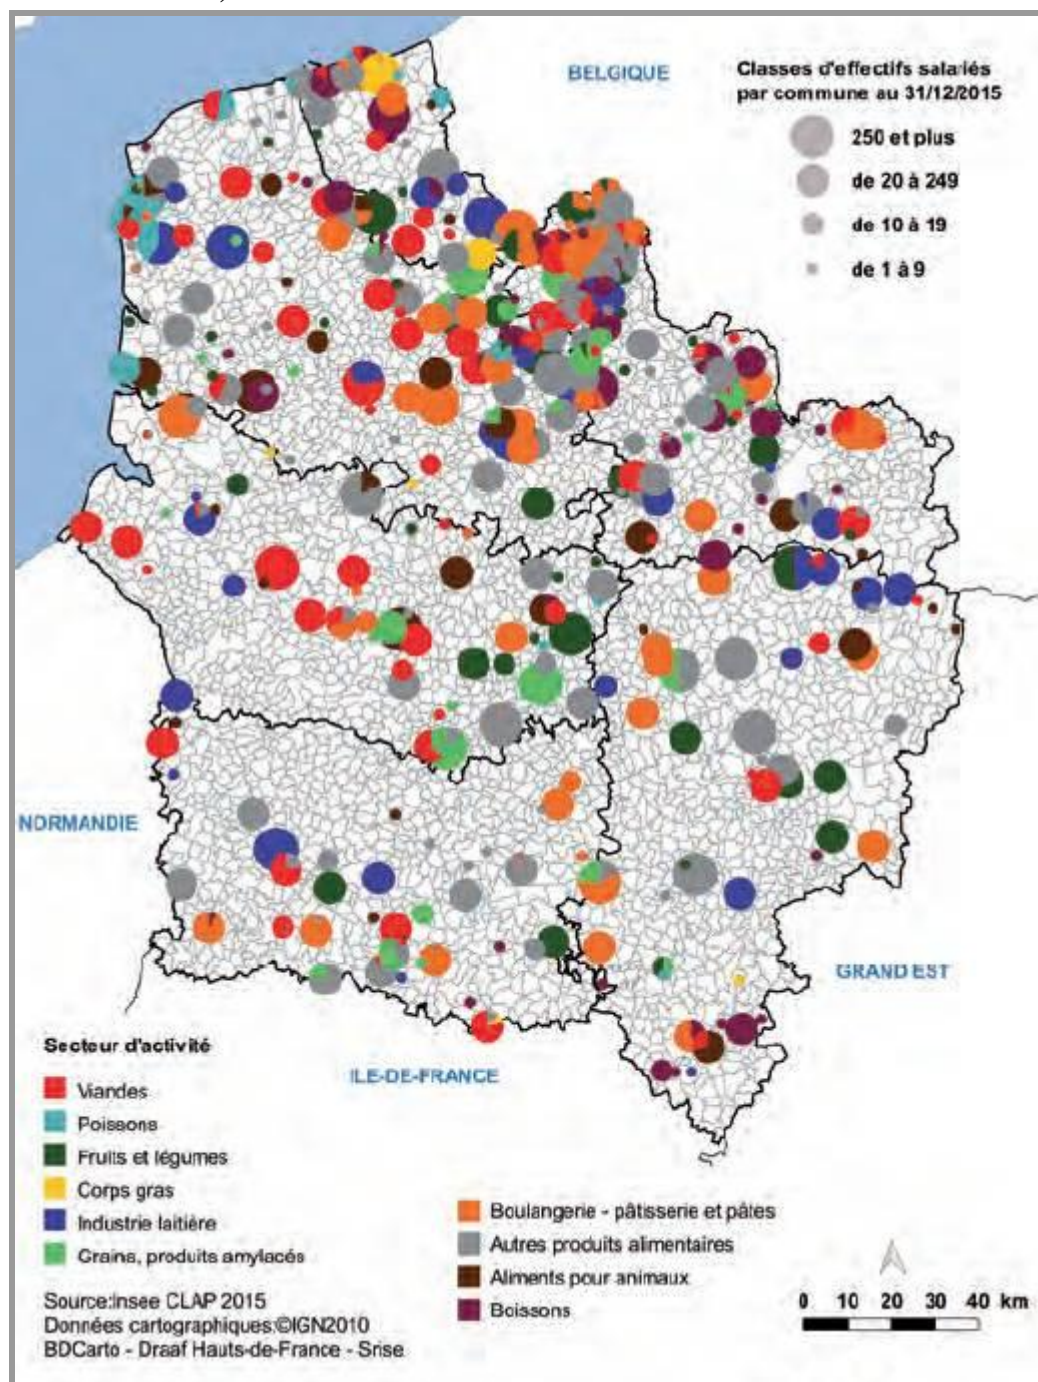 BELGIQUE
Classes d'effectifs salariés
par commune au 31/12/2015
250 et plus
de 20 à 249
de 10 à 19
de 1 à 9
NORMANDIE
GRAND EST
ILE-DE-FRANCE
Secteur d'activité
Viandes
Poissons
Fruits et légumes
Corps gras
Industrie laitière
Grains, produits amylacés
Boulangerie - pâtisserie et pâtes
Autres produits alimentaires
Aliments pour animaux
Boissons
Source:Insee CLAP 2015
Données cartographiques:©IGN2010
BDCarto - Draaf Hauts-de-France - Srise
0 10 20 30 40 km